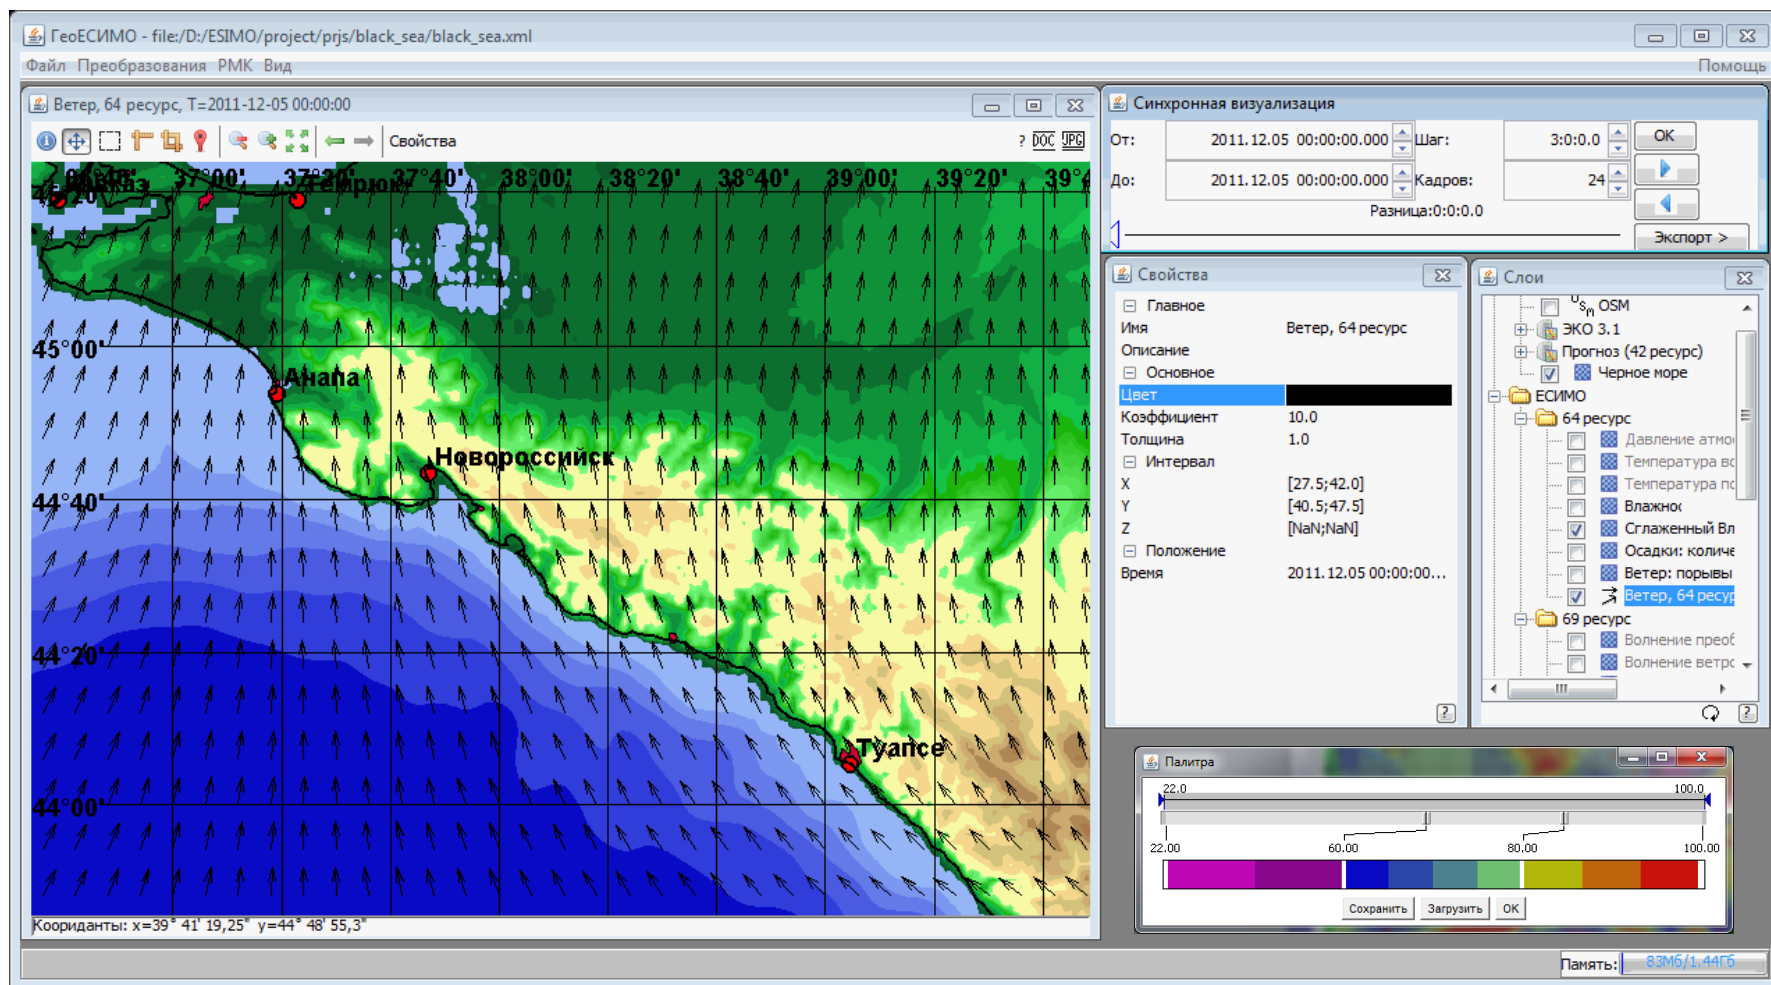 ГеоЕСИМО - file:/D:/ESIMO/project/prjs/black_sea/black_sea.xml
Файл Преобразования РМК Вид Помощь
Ветер, 64 ресурс, T=2011-12-05 00:00:00
Свойства ? DOC JPG
37°00' 37°20' 37°40' 38°00' 38°20' 38°40' 39°00' 39°20'
Темрюк
45°00'
Анапа
Новороссийск
44°40'
44°20'
Туапсе
44°00'
Коориданты: x=39° 41' 19,25" y=44° 48' 55,3"
Синхронная визуализация
От: 2011.12.05 00:00:00.000 Шаг: 3:0:0.0 OK
До: 2011.12.05 00:00:00.000 Кадров: 24
Разница:0:0:0.0
Экспорт >
Свойства
Главное
Имя Ветер, 64 ресурс
Описание
Основное
Цвет
Коэффициент 10.0
Толщина 1.0
Интервал
X [27.5;42.0]
Y [40.5;47.5]
Z [NaN;NaN]
Положение
Время 2011.12.05 00:00:00...
?
Слои
OSM
ЭКО 3.1
Прогноз (42 ресурс)
Черное море
ЕСИМО
64 ресурс
Давление атмо
Температура вс
Температура пс
Влажнос
Сглаженный Вл
Осадки: количе
Ветер: порывы
Ветер, 64 ресур
69 ресурс
Волнение преоб
Волнение ветрс
?
Палитра
22.0 100.0
22.00 60.00 80.00 100.00
Сохранить Загрузить OK
Память: 83Мб/1.44Гб